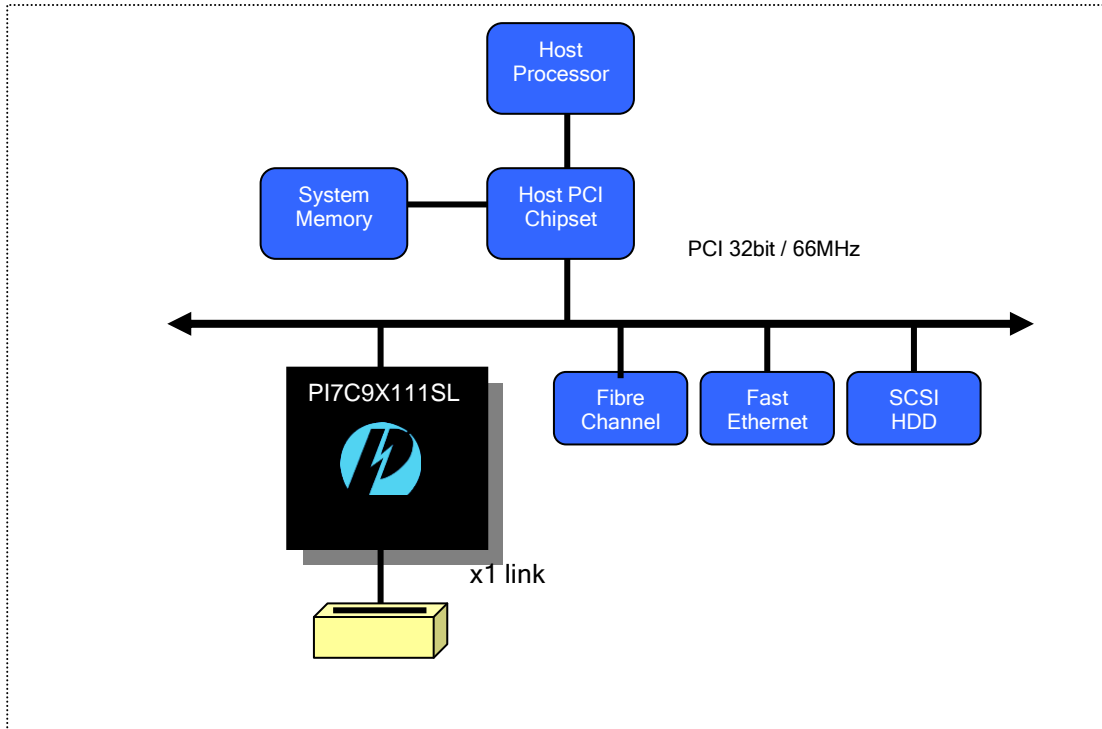 Host
Processor
System
Memory
Host PCI
Chipset
PCI 32bit / 66MHz
PI7C9X111SL
Fibre
Channel
Fast
Ethernet
SCSI
HDD
x1 link